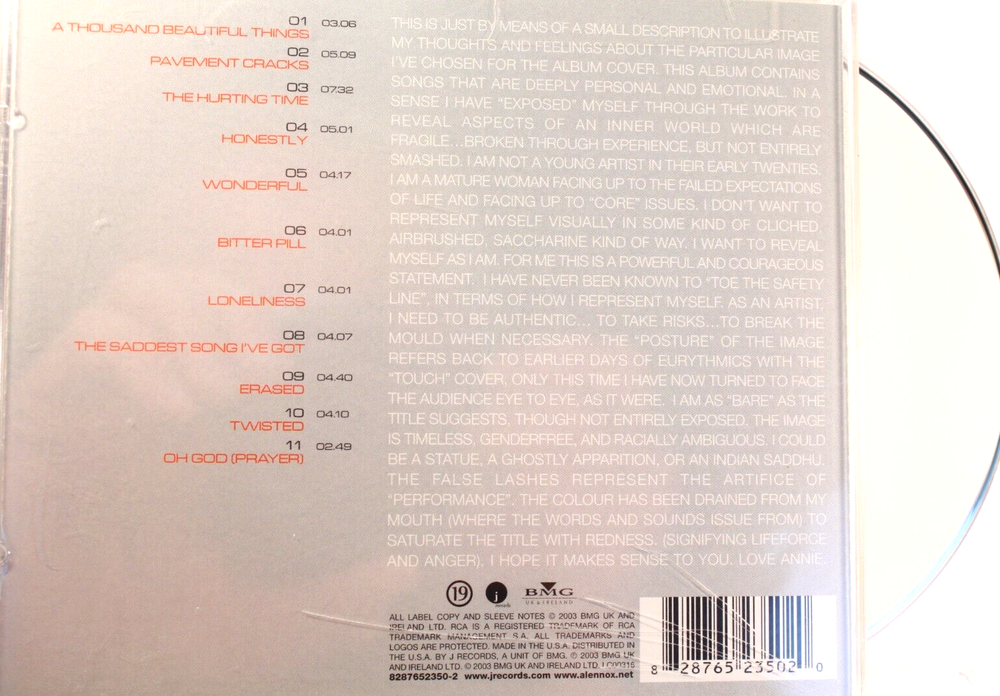 01 03.06
A THOUSAND BEAUTIFUL THINGS
02 05.09
PAVEMENT CRACKS
03 07.32
THE HURTING TIME
04 05.01
HONESTLY
05 04.17
WONDERFUL
06 04.01
BITTER PILL
07 04.01
LONELINESS
08 04.07
THE SADDEST SONG I'VE GOT
09 04.40
ERASED
10 04.10
TWISTED
11 02.49
OH GOD (PRAYER)
THIS IS JUST BY MEANS OF A SMALL DESCRIPTION TO ILLUSTRATE
MY THOUGHTS AND FEELINGS ABOUT THE PARTICULAR IMAGE
I'VE CHOSEN FOR THE ALBUM COVER. THIS ALBUM CONTAINS
SONGS THAT ARE DEEPLY PERSONAL AND EMOTIONAL. IN A
SENSE I HAVE "EXPOSED" MYSELF THROUGH THE WORK TO
REVEAL ASPECTS OF AN INNER WORLD WHICH ARE
FRAGILE...BROKEN THROUGH EXPERIENCE, BUT NOT ENTIRELY
SMASHED. I AM NOT A YOUNG ARTIST IN THEIR EARLY TWENTIES.
I AM A MATURE WOMAN FACING UP TO THE FAILED EXPECTATIONS
OF LIFE AND FACING UP TO "CORE" ISSUES. I DON'T WANT TO
REPRESENT MYSELF VISUALLY IN SOME KIND OF CLICHED,
AIRBRUSHED, SACCHARINE KIND OF WAY. I WANT TO REVEAL
MYSELF AS I AM. FOR ME THIS IS A POWERFUL AND COURAGEOUS
STATEMENT. I HAVE NEVER BEEN KNOWN TO "TOE THE SAFETY
LINE", IN TERMS OF HOW I REPRESENT MYSELF. AS AN ARTIST,
I NEED TO BE AUTHENTIC... TO TAKE RISKS...TO BREAK THE
MOULD WHEN NECESSARY. THE "POSTURE" OF THE IMAGE
REFERS BACK TO EARLIER DAYS OF EURYTHMICS WITH THE
"TOUCH" COVER, ONLY THIS TIME I HAVE NOW TURNED TO FACE
THE AUDIENCE EYE TO EYE, AS IT WERE. I AM AS "BARE" AS THE
TITLE SUGGESTS. THOUGH NOT ENTIRELY EXPOSED. THE IMAGE
IS TIMELESS, GENDERFREE, AND RACIALLY AMBIGUOUS. I COULD
BE A STATUE, A GHOSTLY APPARITION, OR AN INDIAN SADDHU.
THE FALSE LASHES REPRESENT THE ARTIFICE OF
"PERFORMANCE". THE COLOUR HAS BEEN DRAINED FROM MY
MOUTH (WHERE THE WORDS AND SOUNDS ISSUE FROM) TO
SATURATE THE TITLE WITH REDNESS. (SIGNIFYING LIFEFORCE
AND ANGER). I HOPE IT MAKES SENSE TO YOU. LOVE ANNIE.
19 j records BMG
UK & IRELAND
ALL LABEL COPY AND SLEEVE NOTES ℗ 2003 BMG UK AND
IRELAND LTD. RCA IS A REGISTERED TRADEMARK OF RCA
TRADEMARK MANAGEMENT S.A. ALL TRADEMARKS AND
LOGOS ARE PROTECTED. MADE IN THE U.S.A. DISTRIBUTED IN
THE U.S.A. BY J RECORDS, A UNIT OF BMG. ℗ 2003 BMG UK
AND IRELAND LTD. © 2003 BMG UK AND IRELAND LTD. LC00316
8287652350-2 www.jrecords.com www.alennox.net
8 28765 23502 0